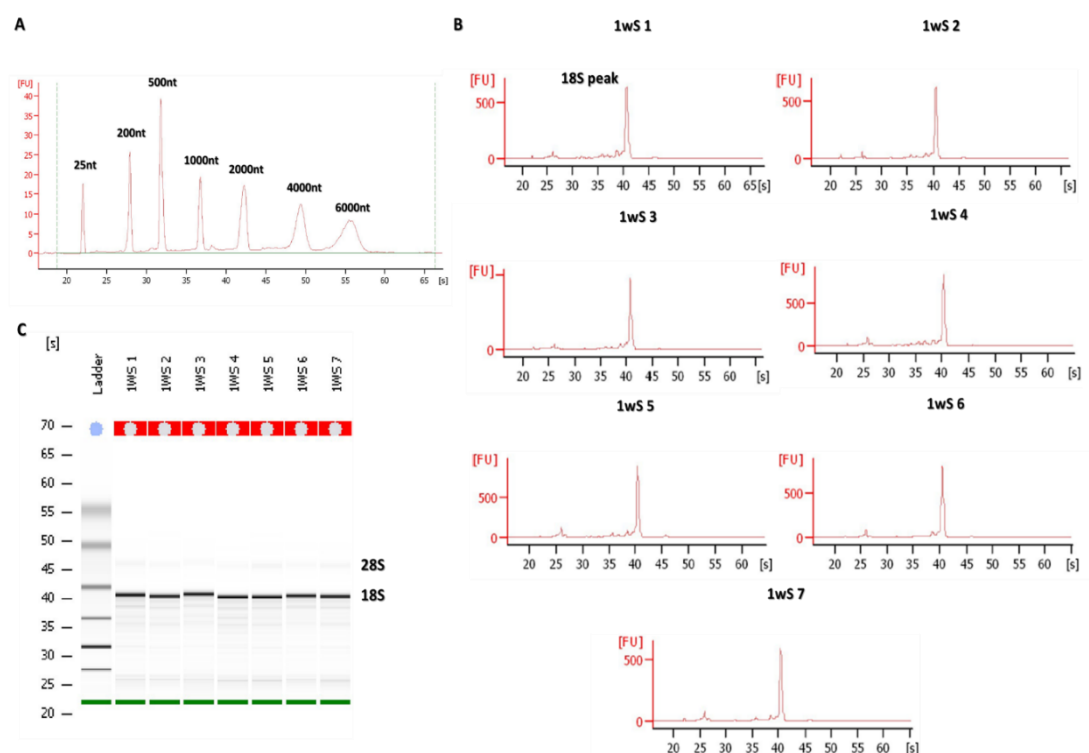 A
[FU]
40
35
30
25
20
15
10
5
0
25nt
200nt
500nt
1000nt
2000nt
4000nt
6000nt
20 25 30 35 40 45 50 55 60 65 [s]
B
1wS 1
[FU]
500
0
18S peak
20 25 30 35 40 45 50 55 60 65 [s]
1wS 2
[FU]
500
0
20 25 30 35 40 45 50 55 60 [s]
1wS 3
[FU]
0
20 25 30 35 40 45 50 55 60 [s]
1wS 4
[FU]
500
0
20 25 30 35 40 45 50 55 60 [s]
1wS 5
[FU]
500
0
20 25 30 35 40 45 50 55 60 [s]
1wS 6
[FU]
500
0
20 25 30 35 40 45 50 55 60 [s]
1wS 7
[FU]
500
0
20 25 30 35 40 45 50 55 60 65 [s]
C
[s]
Ladder
1WS 1
1WS 2
1WS 3
1WS 4
1WS 5
1WS 6
1WS 7
70
65
60
55
50
45
40
35
30
25
20
28S
18S